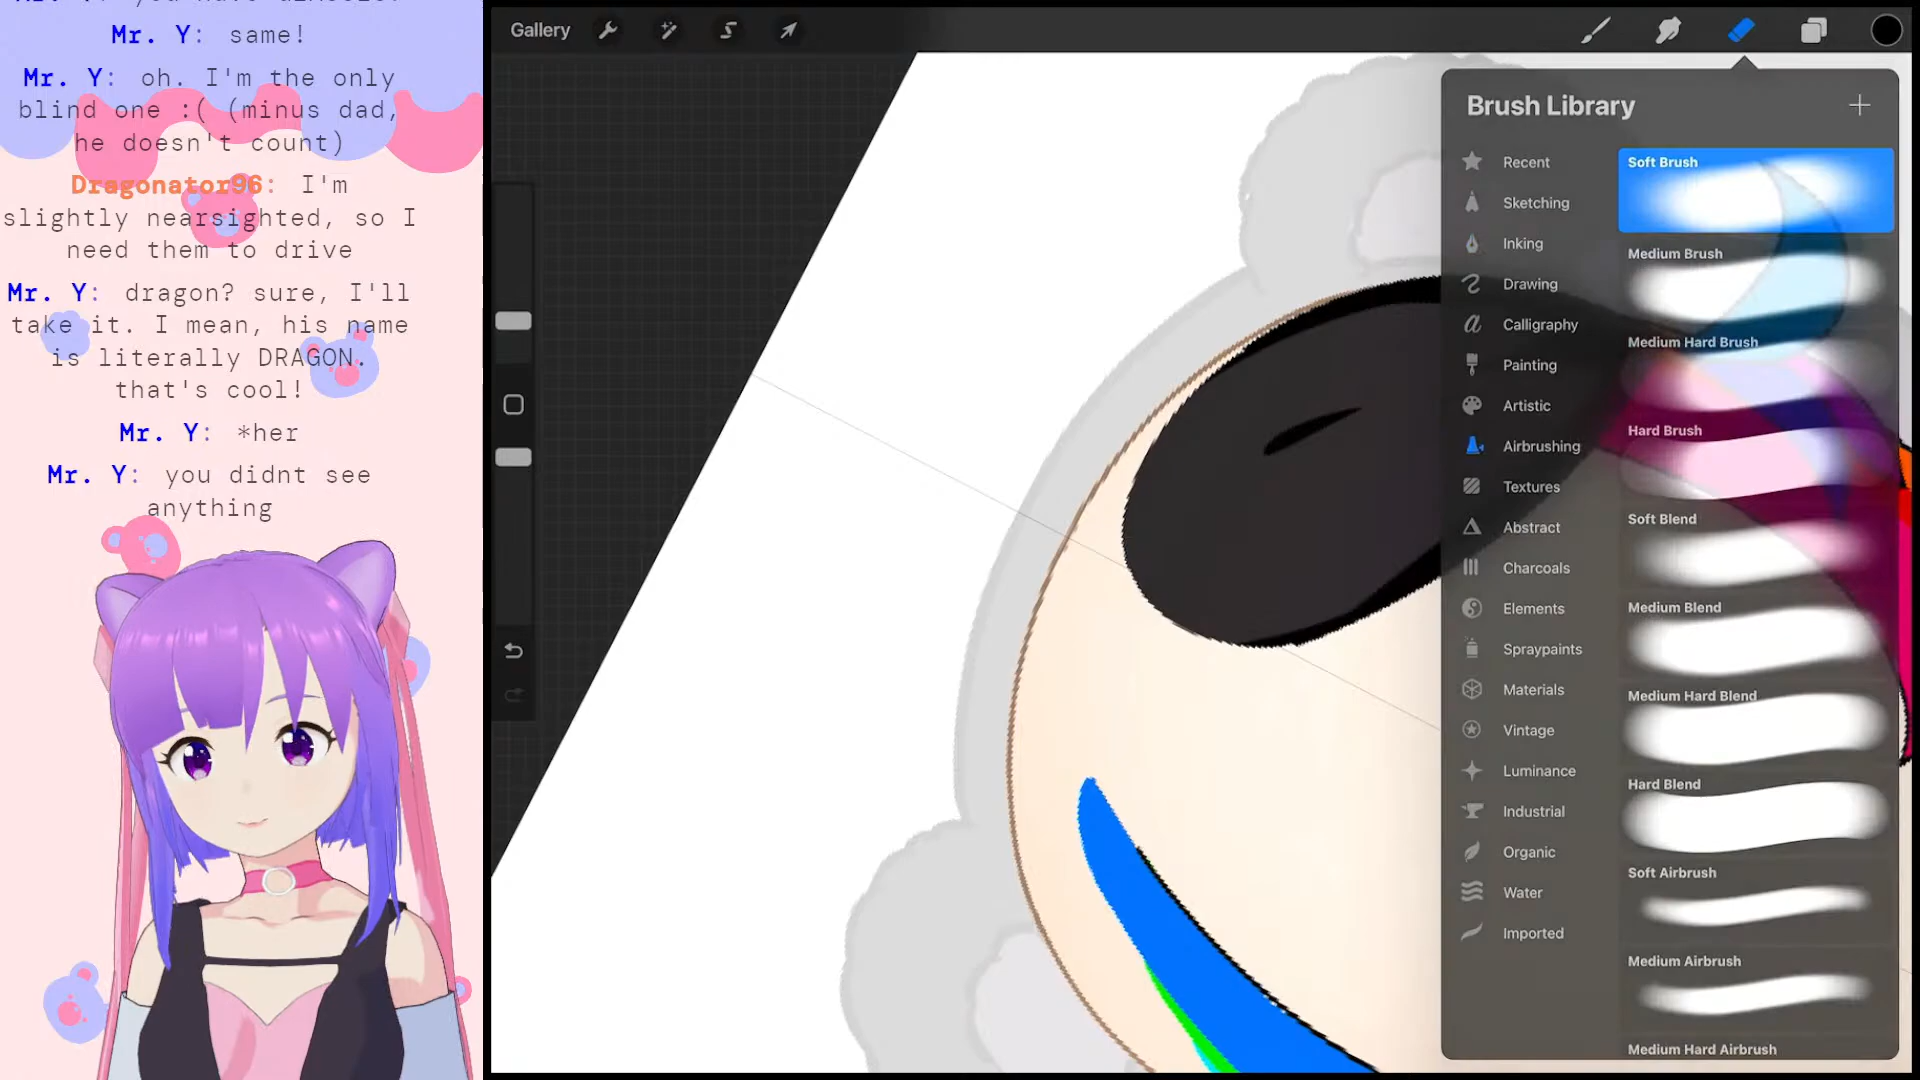 Mr. Y: same!
Mr. Y: oh. I'm the only
blind one :( (minus dad,
he doesn't count)
Dragonator96: I'm
slightly nearsighted, so I
need them to drive
Mr. Y: dragon? sure, I'll
take it. I mean, his name
is literally DRAGON.
that's cool!
Mr. Y: *her
Mr. Y: you didnt see
anything
Gallery
Brush Library
Recent
Sketching
Inking
Drawing
Calligraphy
Painting
Artistic
Airbrushing
Textures
Abstract
Charcoals
Elements
Spraypaints
Materials
Vintage
Luminance
Industrial
Organic
Water
Imported
Soft Brush
Medium Brush
Medium Hard Brush
Hard Brush
Soft Blend
Medium Blend
Medium Hard Blend
Hard Blend
Soft Airbrush
Medium Airbrush
Medium Hard Airbrush